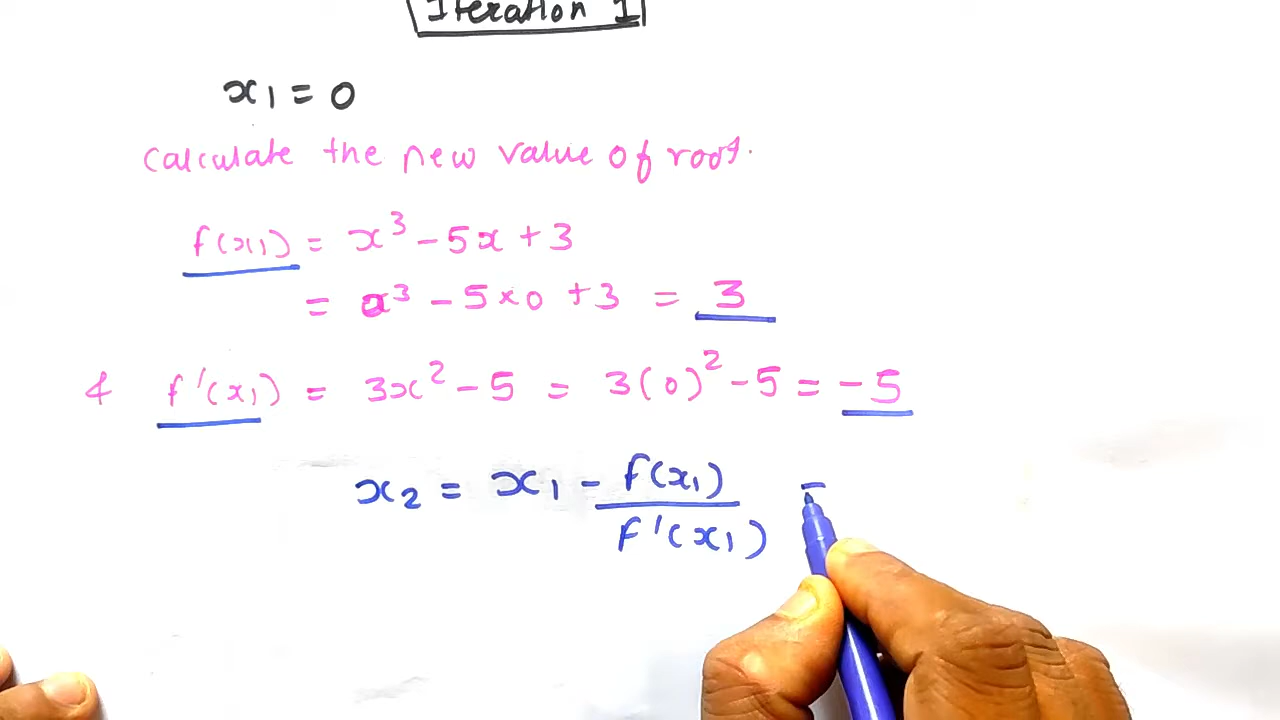 Iteration 1
x₁ = 0
Calculate the new value of root.
f(x₁) = x³ - 5x + 3
= 0³ - 5×0 + 3 = 3
& f'(x₁) = 3x² - 5 = 3(0)² - 5 = -5
x₂ = x₁ - f(x₁)/f'(x₁) =